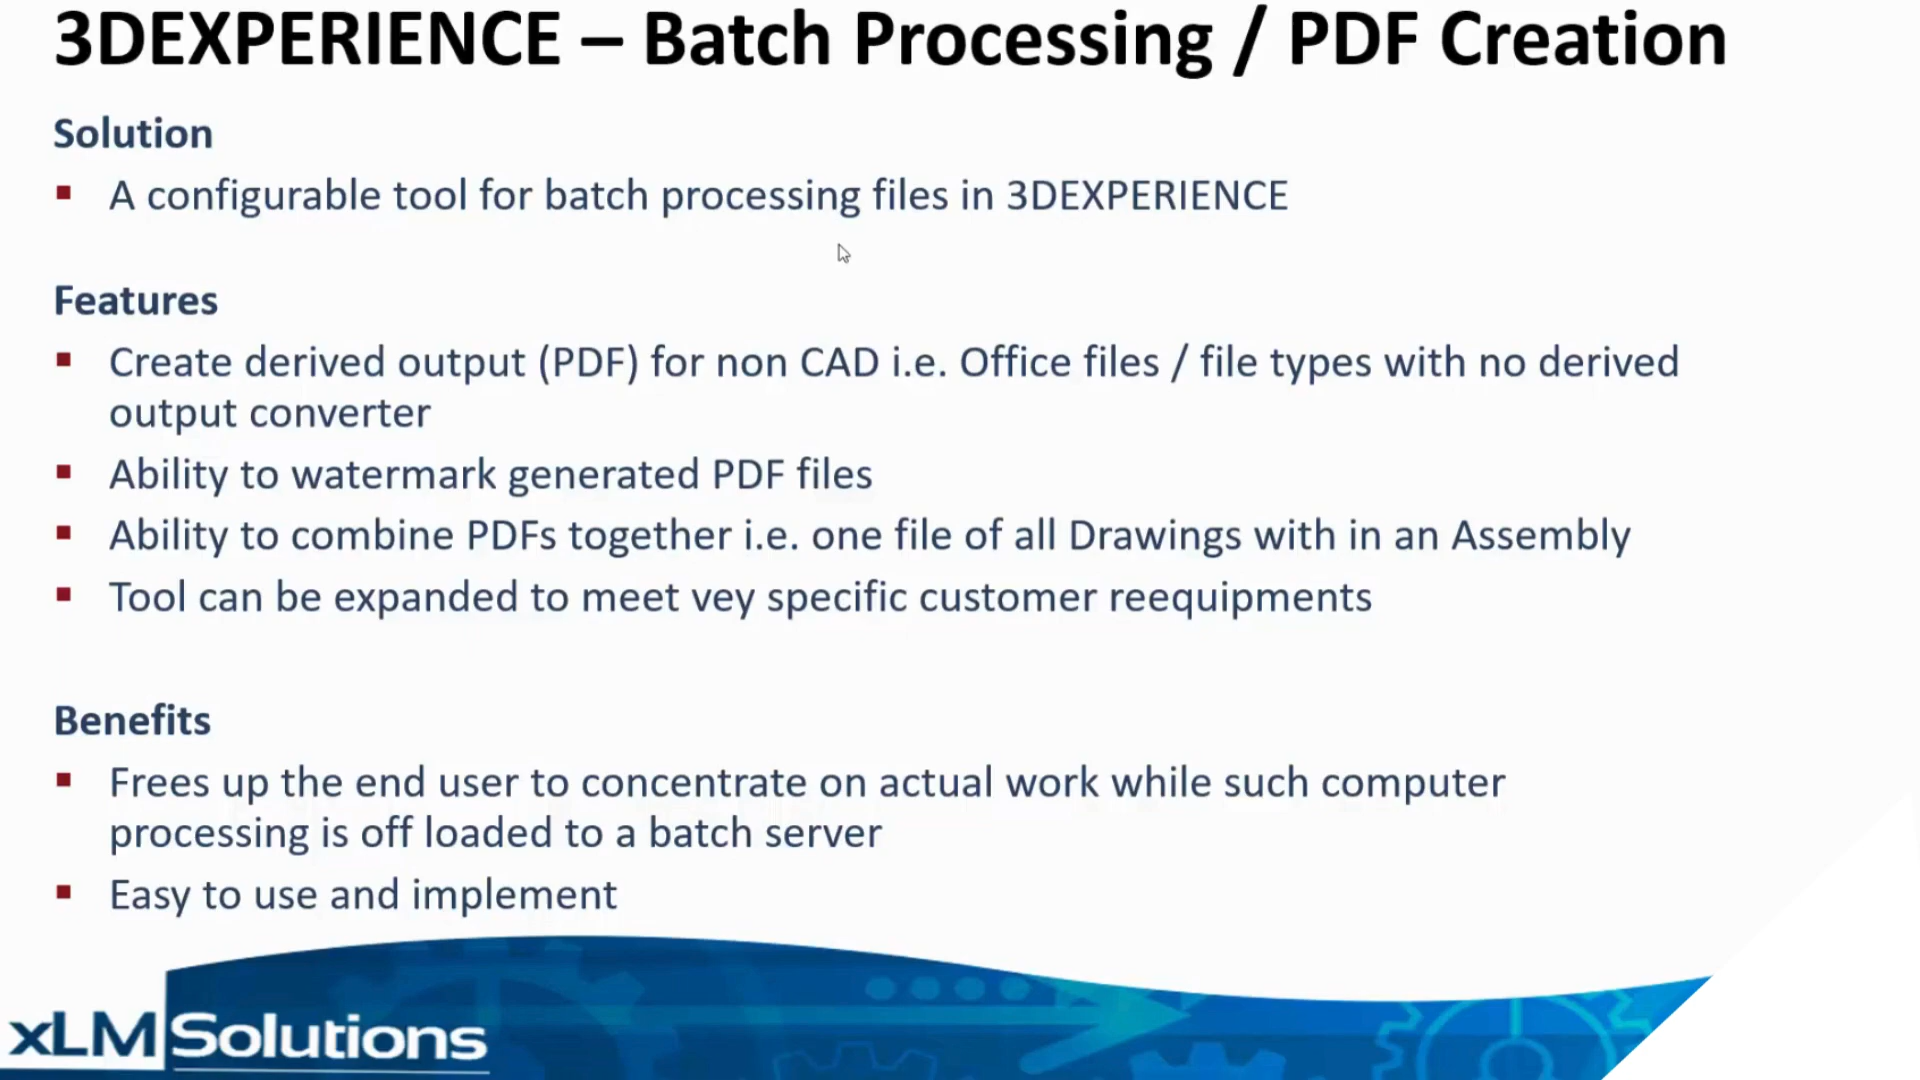 3DEXPERIENCE – Batch Processing / PDF Creation
Solution
▪ A configurable tool for batch processing files in 3DEXPERIENCE
Features
▪ Create derived output (PDF) for non CAD i.e. Office files / file types with no derived
output converter
▪ Ability to watermark generated PDF files
▪ Ability to combine PDFs together i.e. one file of all Drawings with in an Assembly
▪ Tool can be expanded to meet vey specific customer reequipments
Benefits
▪ Frees up the end user to concentrate on actual work while such computer
processing is off loaded to a batch server
▪ Easy to use and implement
xLM Solutions